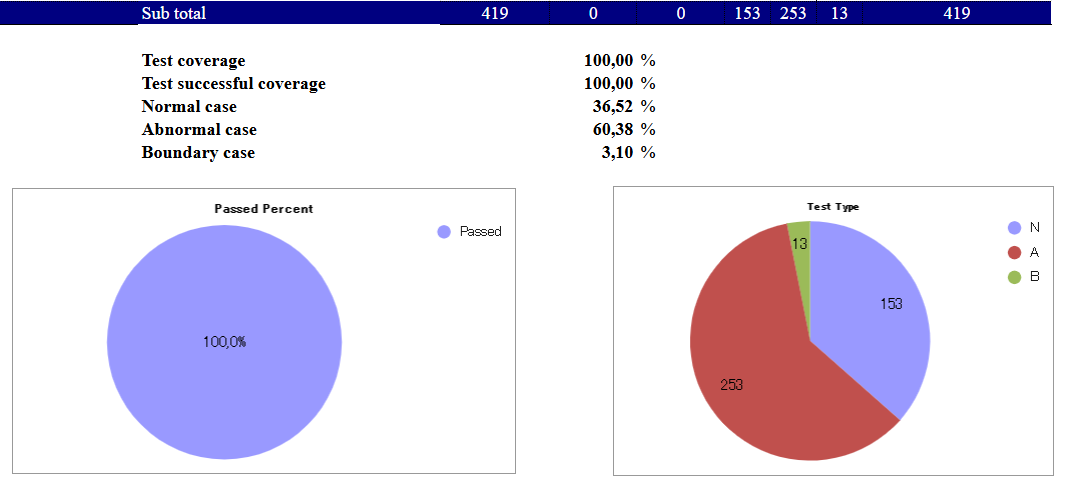 Sub total 419 0 0 153 253 13 419
Test coverage 100,00 %
Test successful coverage 100,00 %
Normal case 36,52 %
Abnormal case 60,38 %
Boundary case 3,10 %
Passed Percent
Passed
100,0%
Test Type
N
A
B
13
153
253